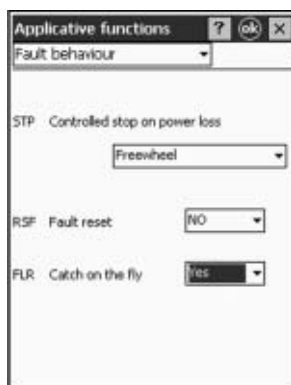 Applicative functions ? ok ×
Fault behaviour
STP Controlled stop on power loss
Freewheel
RSF Fault reset NO
FLR Catch on the fly Yes